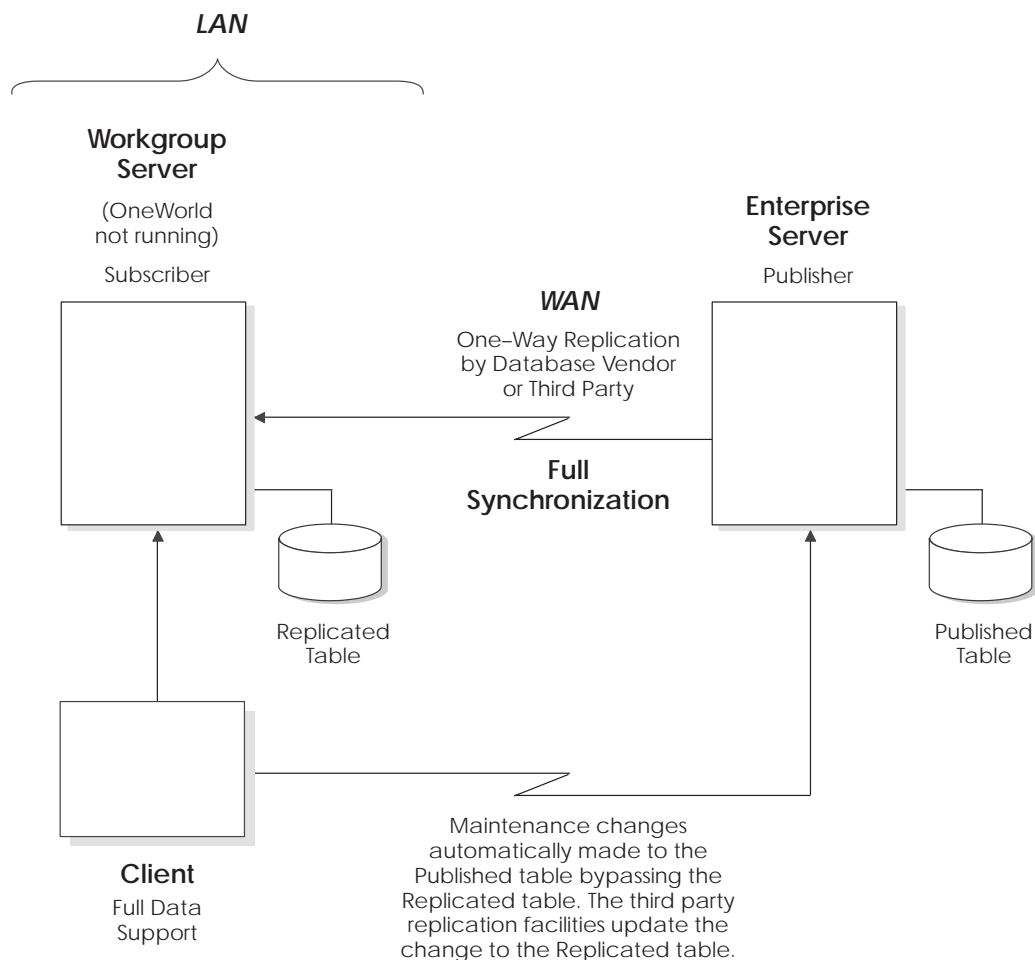 LAN
Workgroup
Server
(OneWorld
not running)
Subscriber
Enterprise
Server
Publisher
WAN
One–Way Replication
by Database Vendor
or Third Party
Full
Synchronization
Replicated
Table
Published
Table
Client
Full Data
Support
Maintenance changes
automatically made to the
Published table bypassing the
Replicated table. The third party
replication facilities update the
change to the Replicated table.